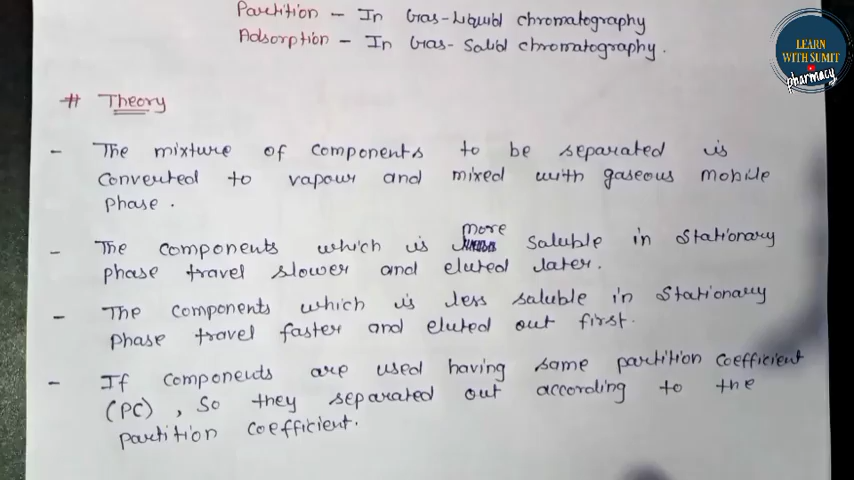 Partition - In Gas-Liquid chromatography
Adsorption - In Gas-Solid chromatography.
LEARN
WITH SUMIT
pharmacy
# Theory
- The mixture of components to be separated is
converted to vapour and mixed with gaseous mobile
phase.
- The components which is more soluble in stationary
phase travel slower and eluted later.
- The components which is less soluble in stationary
phase travel faster and eluted out first.
- If components are used having same partition coefficient
(PC), So they separated out according to the
partition coefficient.